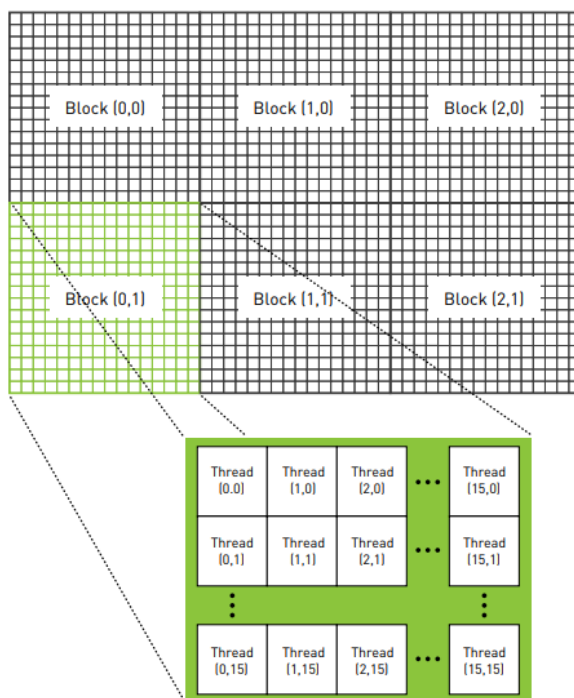 Block (0,0) Block (1,0) Block (2,0)
Block (0,1) Block (1,1) Block (2,1)
Thread Thread Thread Thread
(0.0) (1,0) (2,0) ••• (15,0)
Thread Thread Thread Thread
(0,1) (1,1) (2,1) ••• (15,1)
Thread Thread Thread Thread
(0,15) (1,15) (2,15) ••• (15,15)